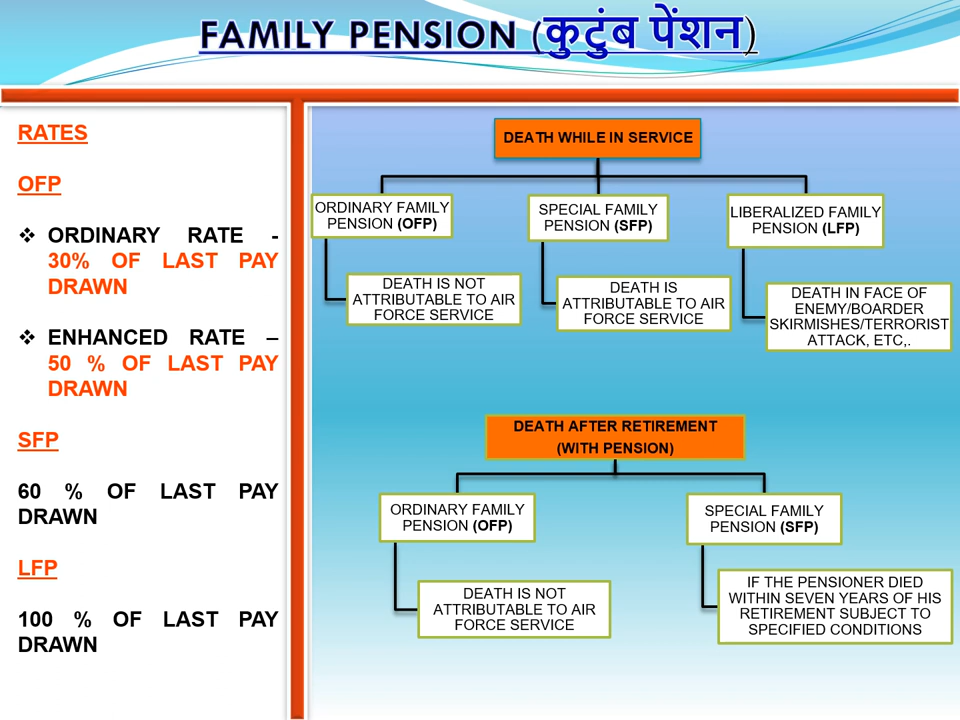 FAMILY PENSION (कुटुंब पेंशन)
RATES
OFP
❖ ORDINARY RATE -
30% OF LAST PAY
DRAWN
❖ ENHANCED RATE –
50 % OF LAST PAY
DRAWN
SFP
60 % OF LAST PAY
DRAWN
LFP
100 % OF LAST PAY
DRAWN
DEATH WHILE IN SERVICE
ORDINARY FAMILY
PENSION (OFP)
DEATH IS NOT
ATTRIBUTABLE TO AIR
FORCE SERVICE
SPECIAL FAMILY
PENSION (SFP)
DEATH IS
ATTRIBUTABLE TO AIR
FORCE SERVICE
LIBERALIZED FAMILY
PENSION (LFP)
DEATH IN FACE OF
ENEMY/BOARDER
SKIRMISHES/TERRORIST
ATTACK, ETC,.
DEATH AFTER RETIREMENT
(WITH PENSION)
ORDINARY FAMILY
PENSION (OFP)
DEATH IS NOT
ATTRIBUTABLE TO AIR
FORCE SERVICE
SPECIAL FAMILY
PENSION (SFP)
IF THE PENSIONER DIED
WITHIN SEVEN YEARS OF HIS
RETIREMENT SUBJECT TO
SPECIFIED CONDITIONS